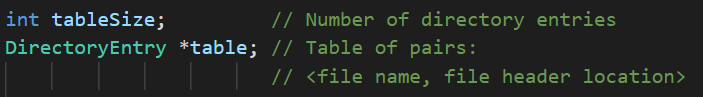 int tableSize;          // Number of directory entries
DirectoryEntry *table; // Table of pairs:
                       // <file name, file header location>